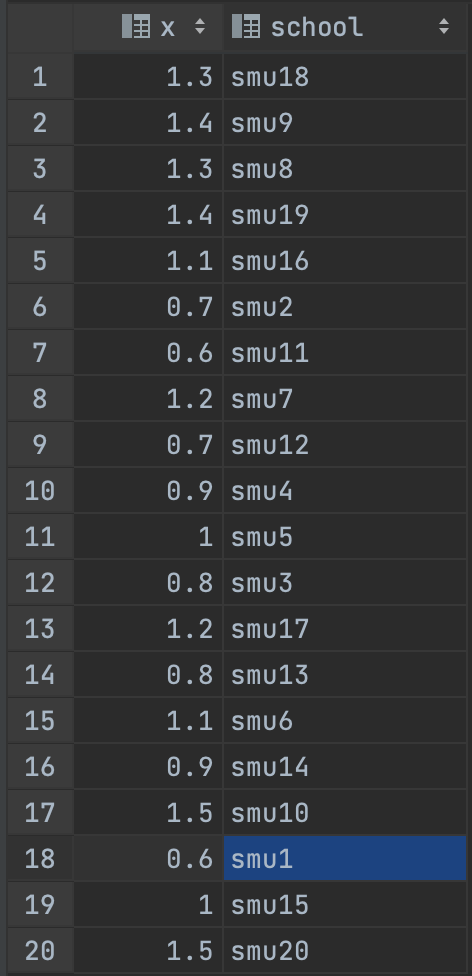 x school
1 1.3 smu18
2 1.4 smu9
3 1.3 smu8
4 1.4 smu19
5 1.1 smu16
6 0.7 smu2
7 0.6 smu11
8 1.2 smu7
9 0.7 smu12
10 0.9 smu4
11 1 smu5
12 0.8 smu3
13 1.2 smu17
14 0.8 smu13
15 1.1 smu6
16 0.9 smu14
17 1.5 smu10
18 0.6 smu1
19 1 smu15
20 1.5 smu20